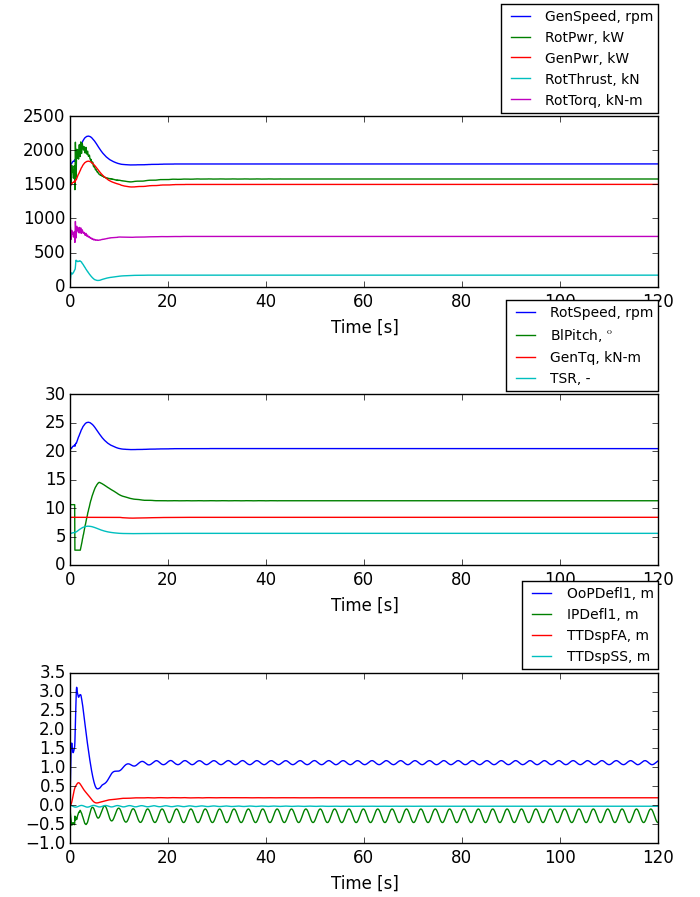 GenSpeed, rpm
RotPwr, kW
GenPwr, kW
RotThrust, kN
RotTorq, kN-m
2500
2000
1500
1000
500
0
0 20 40 60 80 100 120
Time [s]
RotSpeed, rpm
BlPitch, °
GenTq, kN-m
TSR, -
30
25
20
15
10
5
0
0 20 40 60 80 100 120
Time [s]
OoPDefl1, m
IPDefl1, m
TTDspFA, m
TTDspSS, m
3.5
3.0
2.5
2.0
1.5
1.0
0.5
0.0
−0.5
−1.0
0 20 40 60 80 100 120
Time [s]